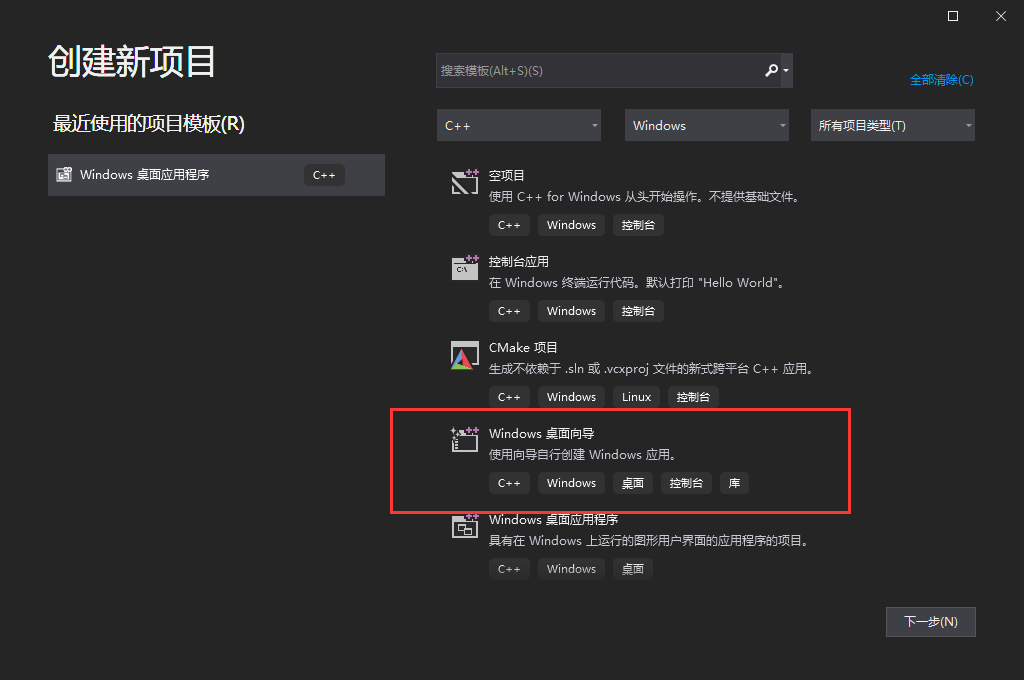 创建新项目
最近使用的项目模板(R)
Windows 桌面应用程序 C++
搜索模板(Alt+S)(S)
全部清除(C)
C++ Windows 所有项目类型(T)
空项目
使用 C++ for Windows 从头开始操作。不提供基础文件。
C++ Windows 控制台
控制台应用
在 Windows 终端运行代码。默认打印 "Hello World"。
C++ Windows 控制台
CMake 项目
生成不依赖于 .sln 或 .vcxproj 文件的新式跨平台 C++ 应用。
C++ Windows Linux 控制台
Windows 桌面向导
使用向导自行创建 Windows 应用。
C++ Windows 桌面 控制台 库
Windows 桌面应用程序
具有在 Windows 上运行的图形用户界面的应用程序的项目。
C++ Windows 桌面
下一步(N)